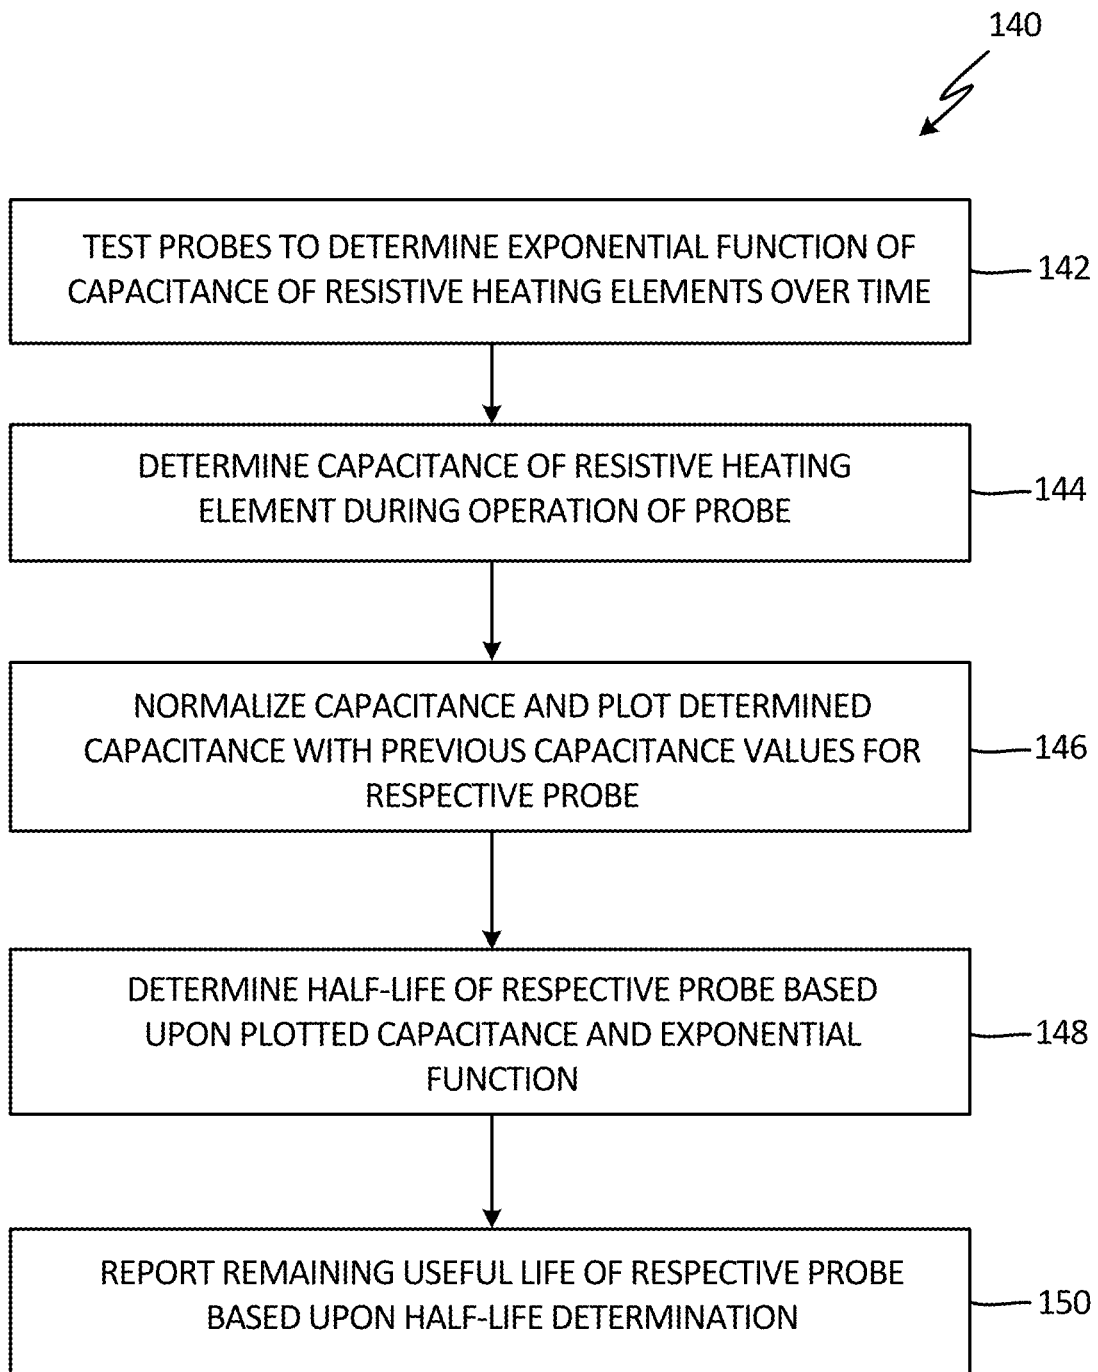 140
TEST PROBES TO DETERMINE EXPONENTIAL FUNCTION OF
CAPACITANCE OF RESISTIVE HEATING ELEMENTS OVER TIME
142
DETERMINE CAPACITANCE OF RESISTIVE HEATING
ELEMENT DURING OPERATION OF PROBE
144
NORMALIZE CAPACITANCE AND PLOT DETERMINED
CAPACITANCE WITH PREVIOUS CAPACITANCE VALUES FOR
RESPECTIVE PROBE
146
DETERMINE HALF-LIFE OF RESPECTIVE PROBE BASED
UPON PLOTTED CAPACITANCE AND EXPONENTIAL
FUNCTION
148
REPORT REMAINING USEFUL LIFE OF RESPECTIVE PROBE
BASED UPON HALF-LIFE DETERMINATION
150